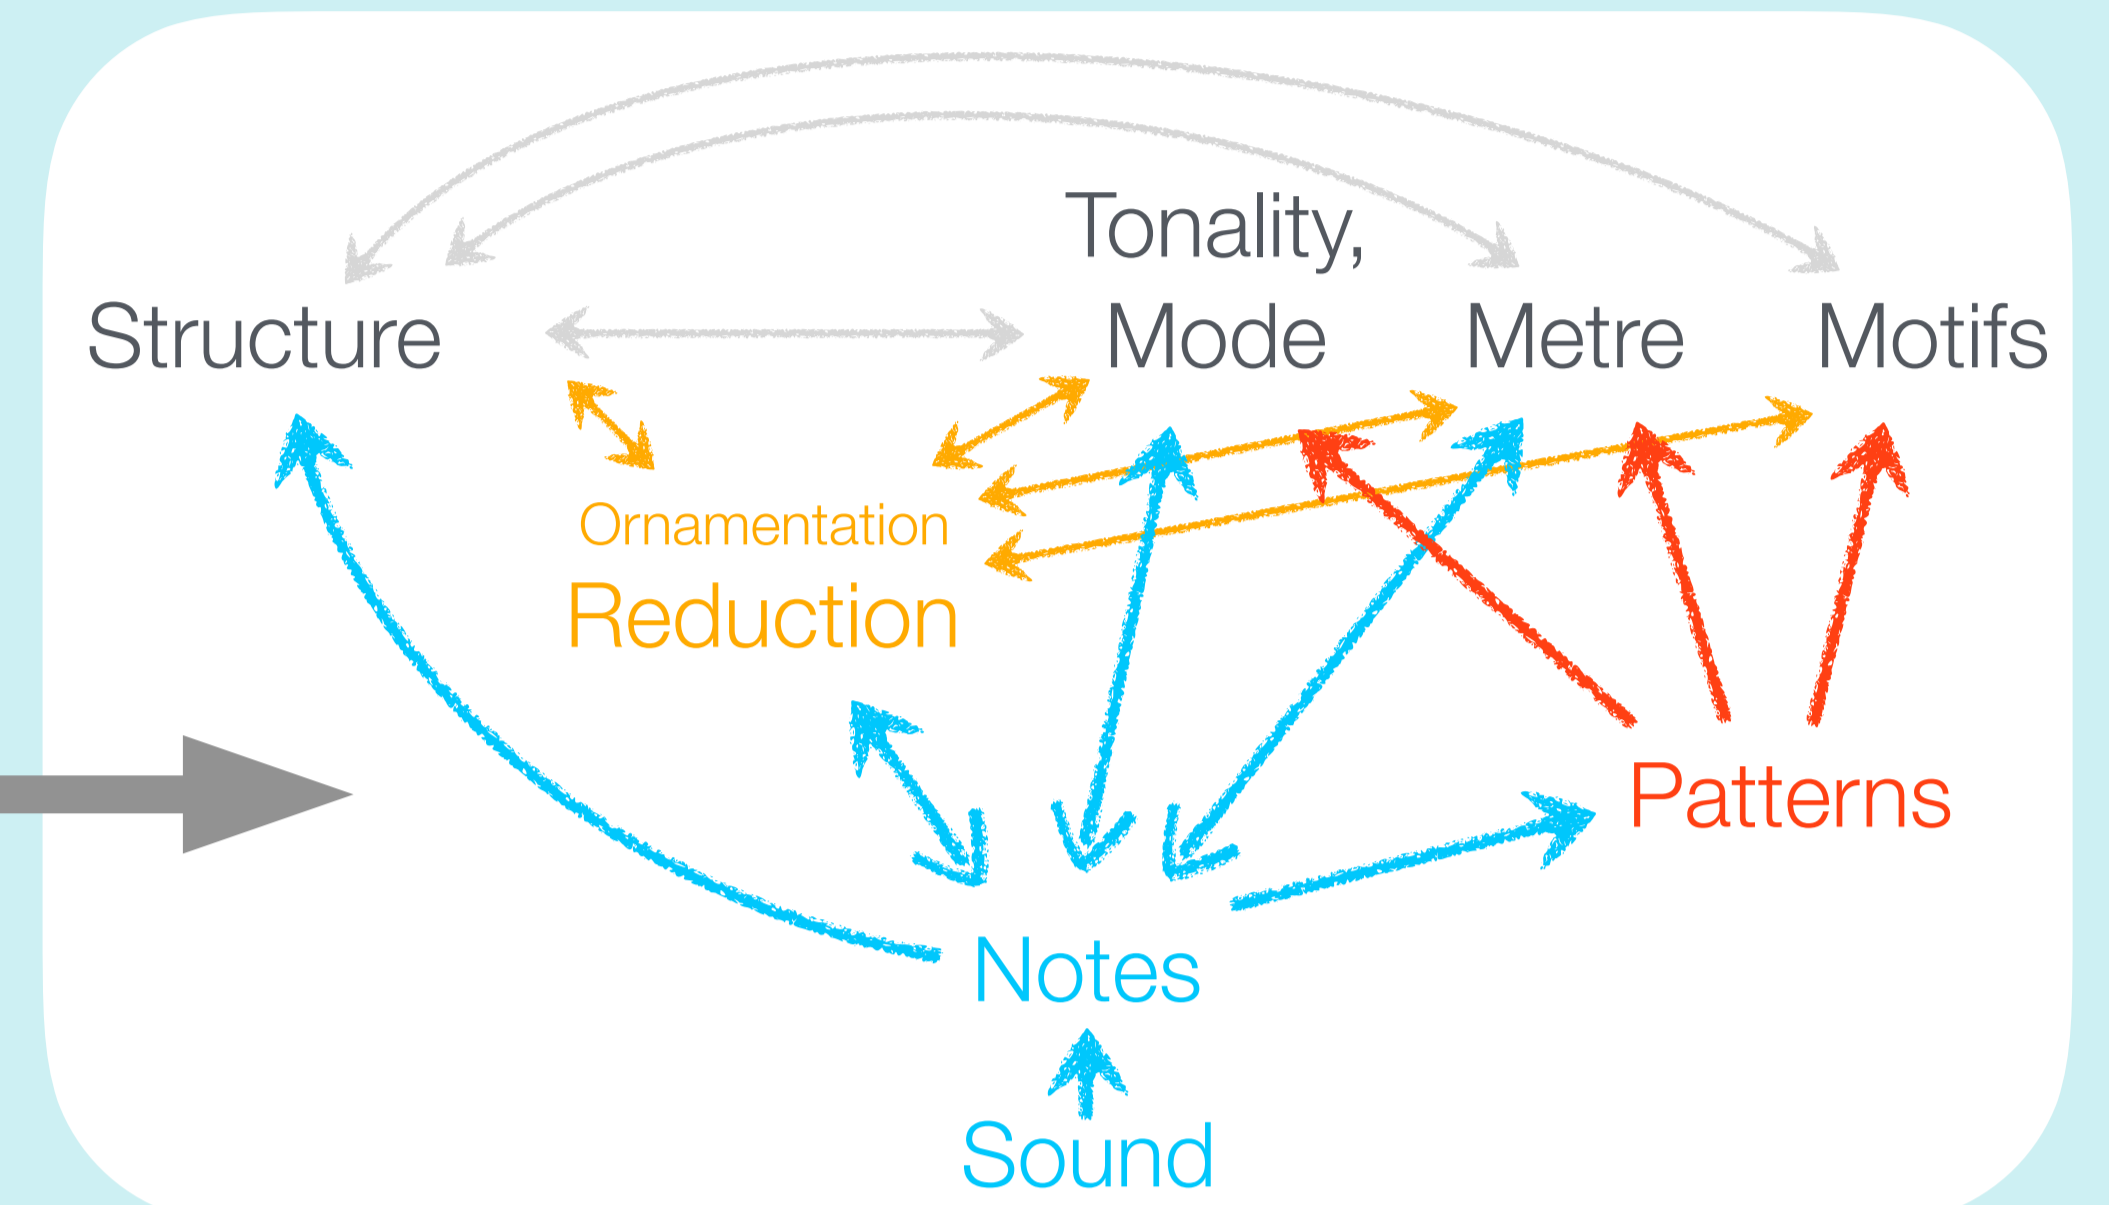 Tonality,
Structure
Mode
Metre
Motifs
Ornamentation
Reduction
Patterns
Notes
Sound